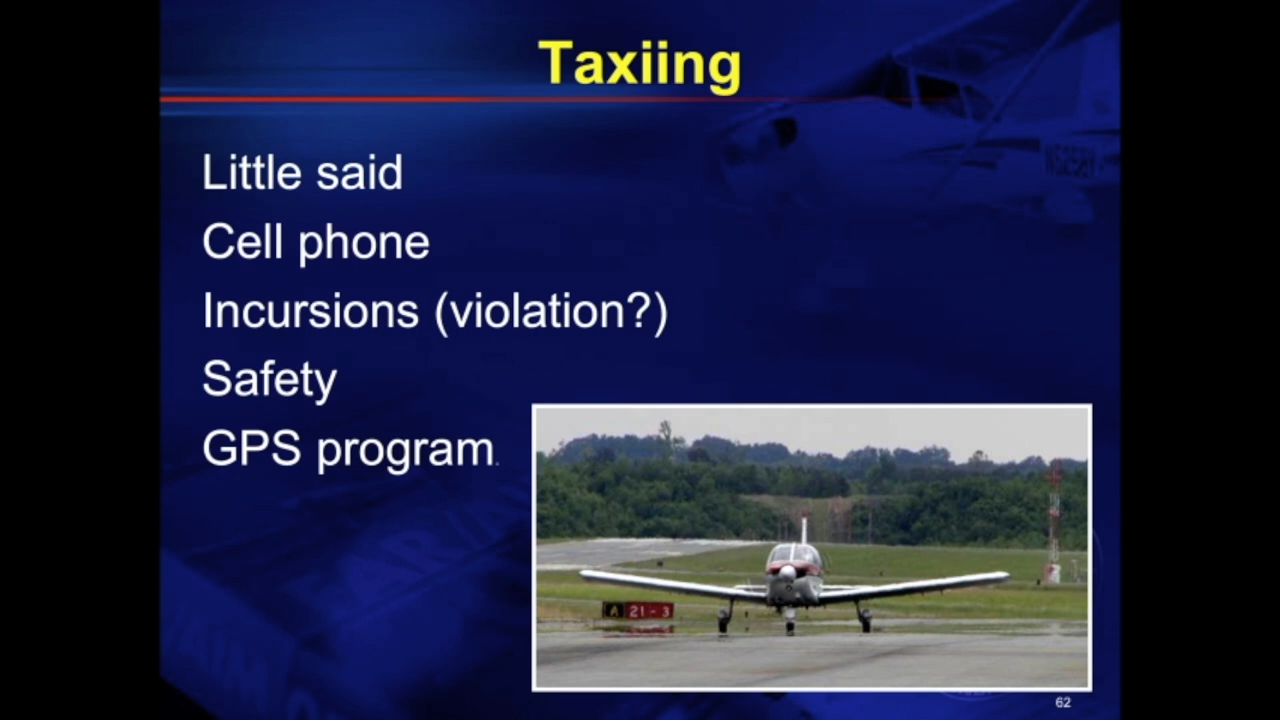 Taxiing
Little said
Cell phone
Incursions (violation?)
Safety
GPS program.
A 21-3
62